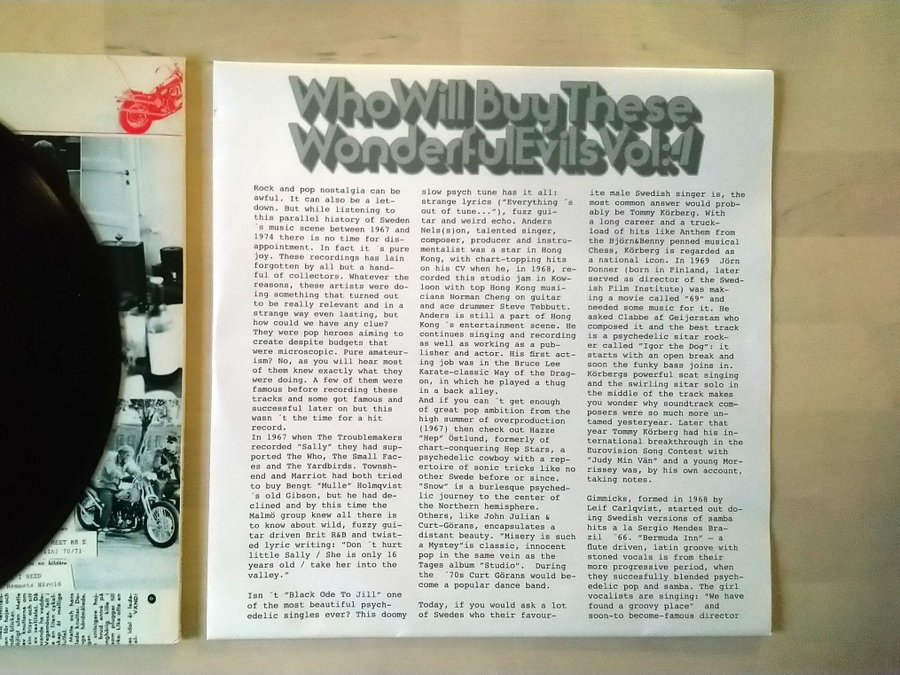 Who Will Buy These
Wonderful Evils Vol:1
Rock and pop nostalgia can be
awful. It can also be a let-
down. But while listening to
this parallel history of Sweden
´s music scene between 1967 and
1974 there is no time for dis-
appointment. In fact it ´s pure
joy. These recordings has lain
forgotten by all but a hand-
ful of collectors. Whatever the
reasons, these artists were do-
ing something that turned out
to be really relevant and in a
strange way even lasting, but
how could we have any clue?
They were pop heroes aiming to
create despite budgets that
were microscopic. Pure amateur-
ism? No, as you will hear most
of them knew exactly what they
were doing. A few of them were
famous before recording these
tracks and some got famous and
successful later on but this
wasn ´t the time for a hit
record.
In 1967 when The Troublemakers
recorded "Sally" they had sup-
ported The Who, The Small Fac-
es and The Yardbirds. Townsh-
end and Marriot had both tried
to buy Bengt "Mulle" Holmqvist
´s old Gibson, but he had de-
clined and by this time the
Malmö group knew all there is
to know about wild, fuzzy gui-
tar driven Brit R&B and twist-
ed lyric writing: "Don ´t hurt
little Sally / She is only 16
years old / take her into the
valley."
Isn ´t "Black Ode To Jill" one
of the most beautiful psych-
edelic singles ever? This doomy
slow psych tune has it all:
strange lyrics ("Everything ´s
out of tune..."), fuzz gui-
tar and weird echo. Anders
Nels(s)on, talented singer,
composer, producer and instru-
mentalist was a star in Hong
Kong, with chart-topping hits
on his CV when he, in 1968, re-
corded this studio jam in Kow-
loon with top Hong Kong musi-
cians Norman Cheng on guitar
and ace drummer Steve Tebbutt.
Anders is still a part of Hong
Kong ´s entertainment scene. He
continues singing and recording
as well as working as a pub-
lisher and actor. His first act-
ing job was in the Bruce Lee
Karate-classic Way of the Drag-
on, in which he played a thug
in a back alley.
And if you can ´t get enough
of great pop ambition from the
high summer of overproduction
(1967) then check out Hazze
"Hep" Östlund, formerly of
chart-conquering Hep Stars, a
psychedelic cowboy with a rep-
ertoire of sonic tricks like no
other Swede before or since.
"Snow" is a burlesque psyched-
lic journey to the center of
the Northern hemisphere.
Others, like John Julian &
Curt-Görans, encapsulates a
distant beauty. "Misery is such
a Mystey"is classic, innocent
pop in the same vein as the
Tages album "Studio". During
the ´70s Curt Görans would be-
come a popular dance band.
Today, if you would ask a lot
of Swedes who their favour-
ite male Swedish singer is, the
most common answer would prob-
ably be Tommy Körberg. With
a long career and a truck-
load of hits like Anthem from
the Björn&Benny penned musical
Chess, Körberg is regarded as
a national icon. In 1969 Jörn
Donner (born in Finland, later
served as director of the Swed-
ish Film Institute) was mak-
ing a movie called "69" and
needed some music for it. He
asked Clabbe af Geijerstam who
composed it and the best track
is a psychedelic sitar rock-
er called "Igor the Dog": it
starts with an open break and
soon the funky bass joins in.
Körbergs powerful scat singing
and the swirling sitar solo in
the middle of the track makes
you wonder why soundtrack com-
posers were so much more un-
tamed yesteryear. Later that
year Tommy Körberg had his in-
ternational breakthrough in the
Eurovision Song Contest with
"Judy Min Vän" and a young Mor-
rissey was, by his own account,
taking notes.
Gimmicks, formed in 1968 by
Leif Carlqvist, started out do-
ing Swedish versions of samba
hits a la Sergio Mendes Bra-
zil ´66. "Bermuda Inn" – a
flute driven, latin groove with
stoned vocals is from their
more progressive period, when
they succesfully blended psych-
edelic pop and samba. The girl
vocalists are singing: "We have
found a groovy place" and
soon-to become-famous director